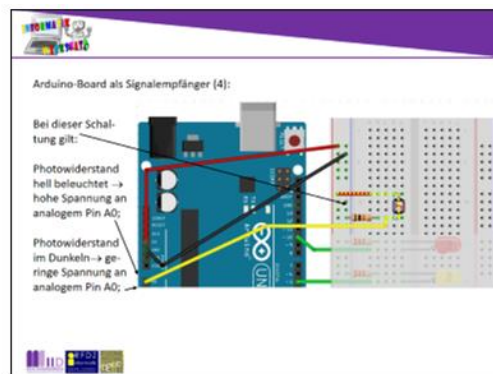 Arduino-Board als Signalempfänger (4):
Bei dieser Schal-
tung gilt:
Photowiderstand
hell beleuchtet →
hohe Spannung an
analogem Pin A0;
Photowiderstand
im Dunkeln → ge-
ringe Spannung an
analogem Pin A0;